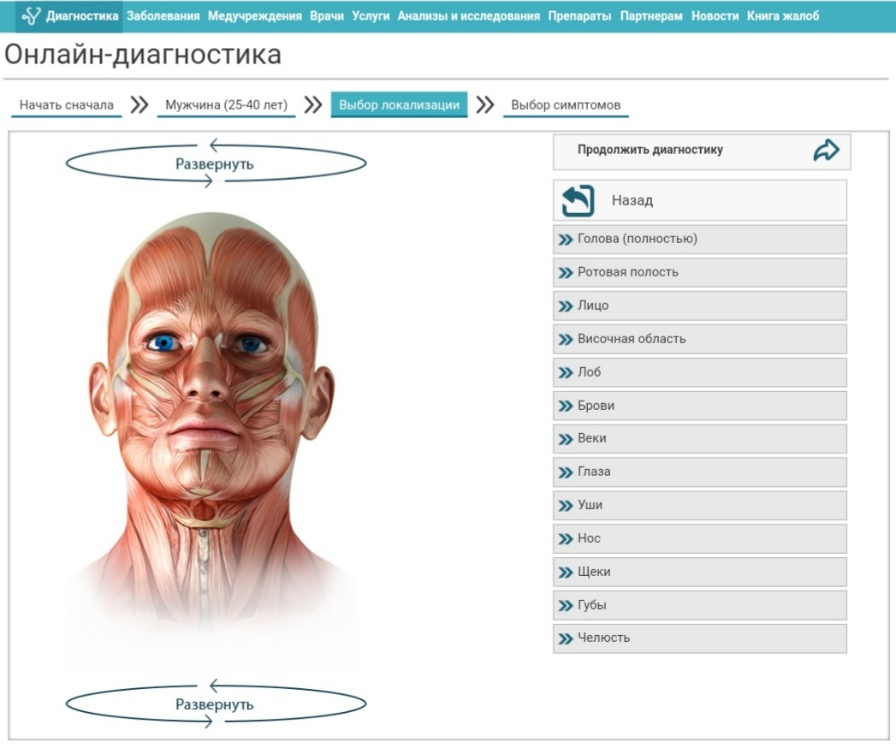 Диагностика Заболевания Медучреждения Врачи Услуги Анализы и исследования Препараты Партнерам Новости Книга жалоб
Онлайн-диагностика
Начать сначала Мужчина (25-40 лет) Выбор локализации Выбор симптомов
Развернуть
Продолжить диагностику
Назад
Голова (полностью)
Ротовая полость
Лицо
Височная область
Лоб
Брови
Веки
Глаза
Уши
Нос
Щеки
Губы
Челюсть
Развернуть